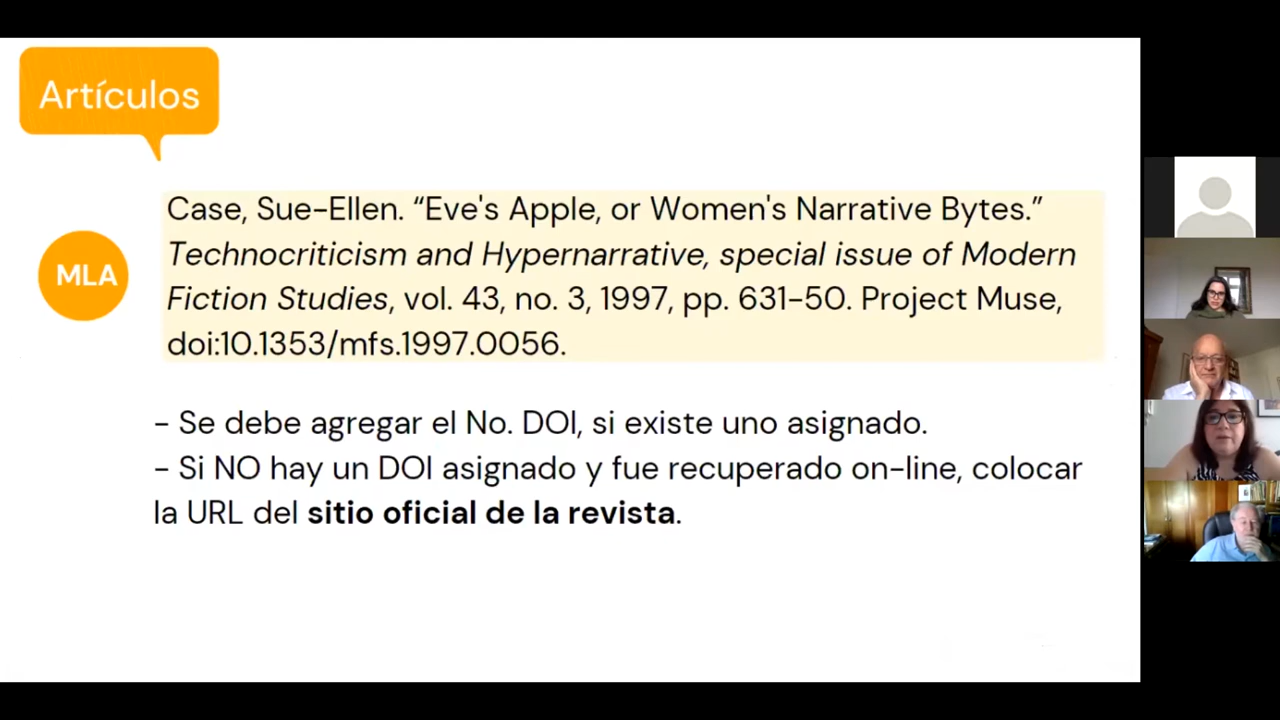 Artículos
MLA
Case, Sue-Ellen. “Eve's Apple, or Women's Narrative Bytes.”
Technocriticism and Hypernarrative, special issue of Modern
Fiction Studies, vol. 43, no. 3, 1997, pp. 631-50. Project Muse,
doi:10.1353/mfs.1997.0056.
- Se debe agregar el No. DOI, si existe uno asignado.
- Si NO hay un DOI asignado y fue recuperado on-line, colocar
la URL del sitio oficial de la revista.